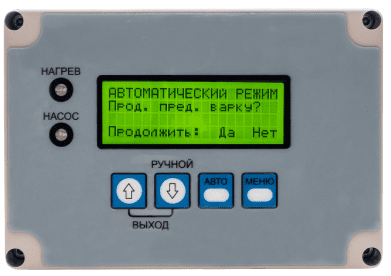 НАГРЕВ
НАСОС
АВТОМАТИЧЕСКИЙ РЕЖИМ
Прод. пред. варку?
Продолжить: Да Нет
РУЧНОЙ
АВТО
МЕНЮ
ВЫХОД